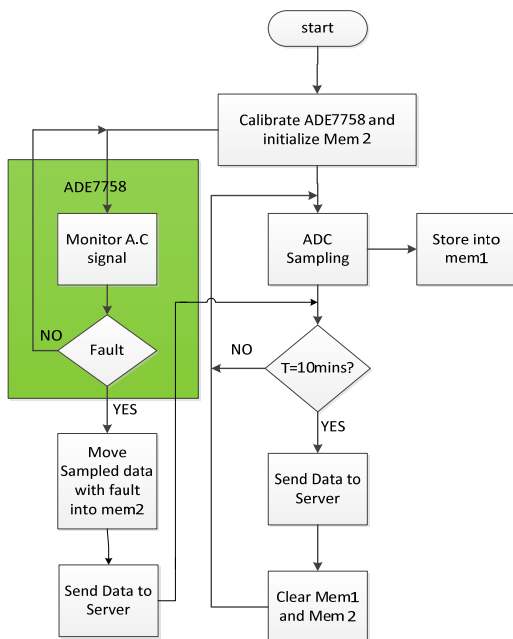 start
Calibrate ADE7758 and
initialize Mem 2
ADE7758
Monitor A.C
signal
ADC
Sampling
Store into
mem1
NO
Fault
NO
T=10mins?
YES
YES
Move
Sampled data
with fault
into mem2
Send Data to
Server
Send Data to
Server
Clear Mem1
and Mem 2